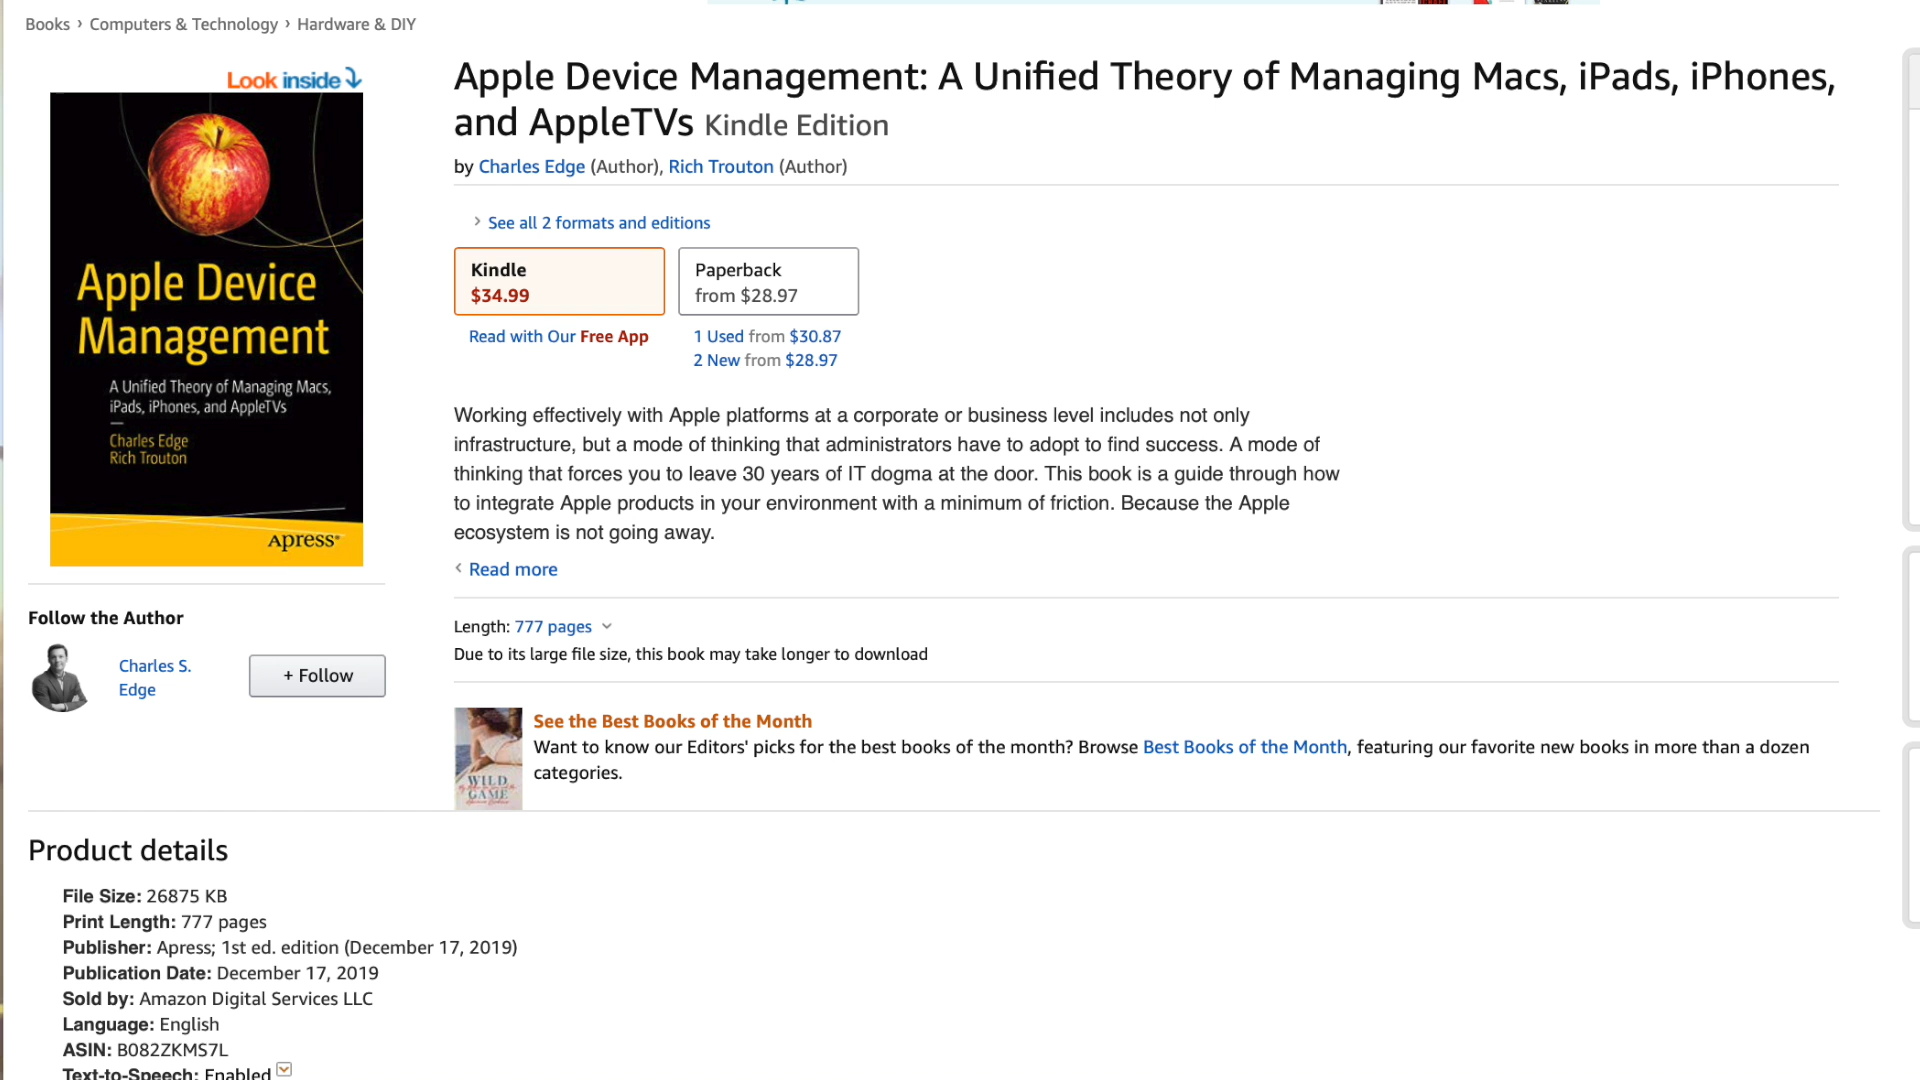 Books › Computers & Technology › Hardware & DIY
Look inside
Apple Device
Management
A Unified Theory of Managing Macs,
iPads, iPhones, and AppleTVs
Charles Edge
Rich Trouton
Apress®
Follow the Author
Charles S.
Edge
+ Follow
Apple Device Management: A Unified Theory of Managing Macs, iPads, iPhones,
and AppleTVs Kindle Edition
by Charles Edge (Author), Rich Trouton (Author)
› See all 2 formats and editions
Kindle
$34.99
Read with Our Free App
Paperback
from $28.97
1 Used from $30.87
2 New from $28.97
Working effectively with Apple platforms at a corporate or business level includes not only
infrastructure, but a mode of thinking that administrators have to adopt to find success. A mode of
thinking that forces you to leave 30 years of IT dogma at the door. This book is a guide through how
to integrate Apple products in your environment with a minimum of friction. Because the Apple
ecosystem is not going away.
‹ Read more
Length: 777 pages
Due to its large file size, this book may take longer to download
WILD
GAME
See the Best Books of the Month
Want to know our Editors' picks for the best books of the month? Browse Best Books of the Month, featuring our favorite new books in more than a dozen
categories.
Product details
File Size: 26875 KB
Print Length: 777 pages
Publisher: Apress; 1st ed. edition (December 17, 2019)
Publication Date: December 17, 2019
Sold by: Amazon Digital Services LLC
Language: English
ASIN: B082ZKMS7L
Text-to-Speech: Enabled